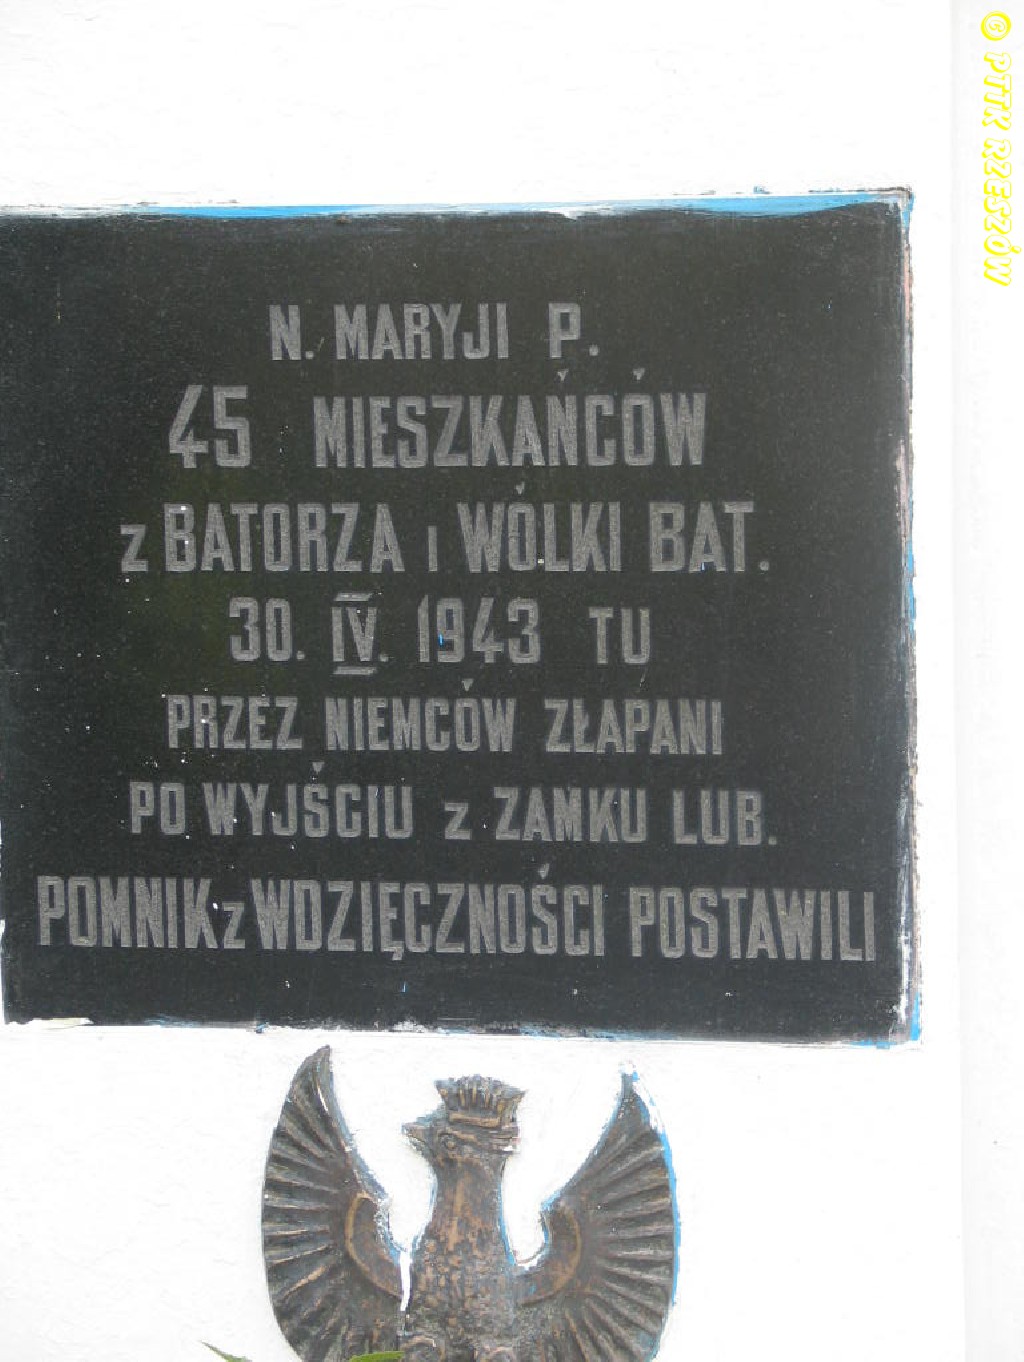 N. MARYJI P.
45 MIESZKAŃCÓW
z BATORZA i WÓLKI BAT.
30. IV. 1943 TU
PRZEZ NIEMCÓW ZŁAPANI
PO WYJŚCIU z ZAMKU LUB.
POMNIK z WDZIĘCZNOŚCI POSTAWILI
© PTTK RZESZÓW